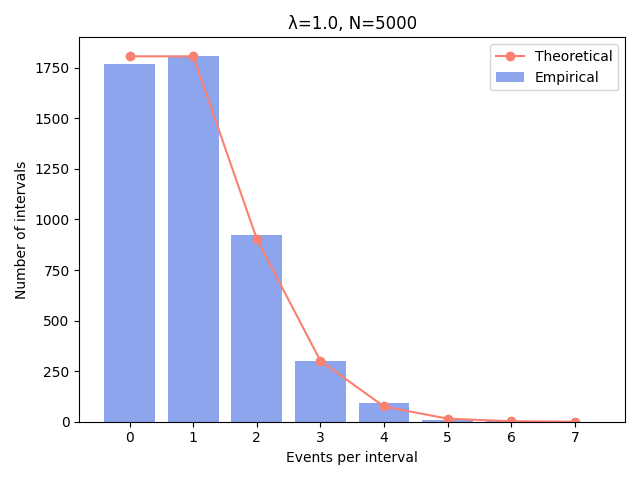 λ=1.0, N=5000
Theoretical
Empirical
Number of intervals
1750
1500
1250
1000
750
500
250
0
0 1 2 3 4 5 6 7
Events per interval